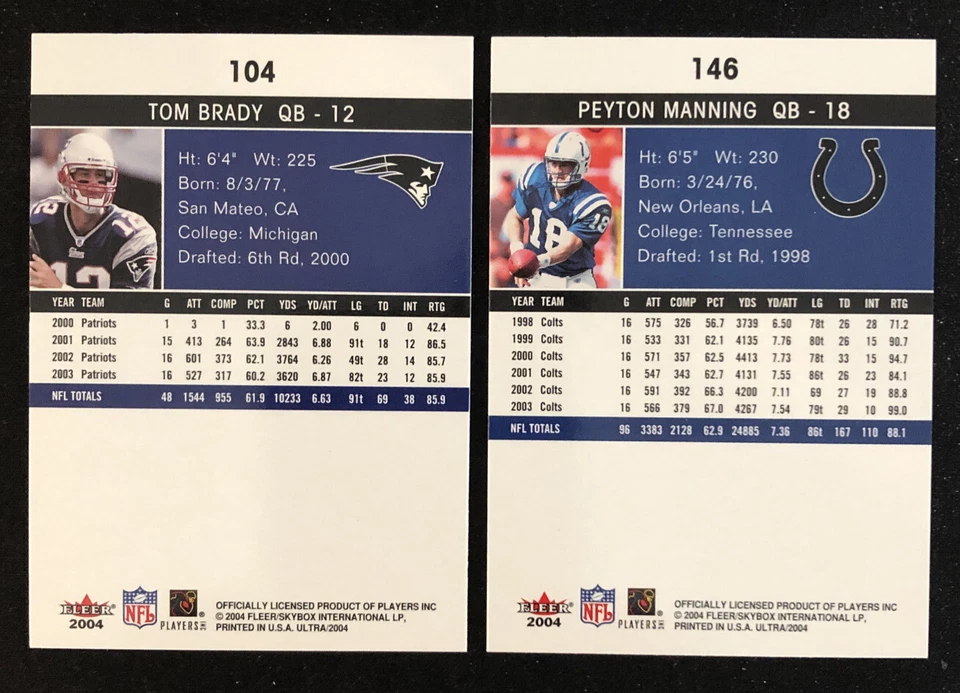 104
TOM BRADY QB - 12
12
12
Ht: 6'4" Wt: 225
Born: 8/3/77,
San Mateo, CA
College: Michigan
Drafted: 6th Rd, 2000
YEAR TEAM G ATT COMP PCT YDS YD/ATT LG TD INT RTG
2000 Patriots 1 3 1 33.3 6 2.00 6 0 0 42.4
2001 Patriots 15 413 264 63.9 2843 6.88 91t 18 12 86.5
2002 Patriots 16 601 373 62.1 3764 6.26 49t 28 14 85.7
2003 Patriots 16 527 317 60.2 3620 6.87 82t 23 12 85.9
NFL TOTALS 48 1544 955 61.9 10233 6.63 91t 69 38 85.9
FLEER
2004
NFL
PLAYERS INC
OFFICIALLY LICENSED PRODUCT OF PLAYERS INC
© 2004 FLEER/SKYBOX INTERNATIONAL LP,
PRINTED IN U.S.A. ULTRA/2004
146
PEYTON MANNING QB - 18
18
18
Ht: 6'5" Wt: 230
Born: 3/24/76,
New Orleans, LA
College: Tennessee
Drafted: 1st Rd, 1998
YEAR TEAM G ATT COMP PCT YDS YD/ATT LG TD INT RTG
1998 Colts 16 575 326 56.7 3739 6.50 78t 26 28 71.2
1999 Colts 16 533 331 62.1 4135 7.76 80t 26 15 90.7
2000 Colts 16 571 357 62.5 4413 7.73 78t 33 15 94.7
2001 Colts 16 547 343 62.7 4131 7.55 86t 26 23 84.1
2002 Colts 16 591 392 66.3 4200 7.11 69 27 19 88.8
2003 Colts 16 566 379 67.0 4267 7.54 79t 29 10 99.0
NFL TOTALS 96 3383 2128 62.9 24885 7.36 86t 167 110 88.1
FLEER
2004
NFL
PLAYERS INC
OFFICIALLY LICENSED PRODUCT OF PLAYERS INC
© 2004 FLEER/SKYBOX INTERNATIONAL LP,
PRINTED IN U.S.A. ULTRA/2004